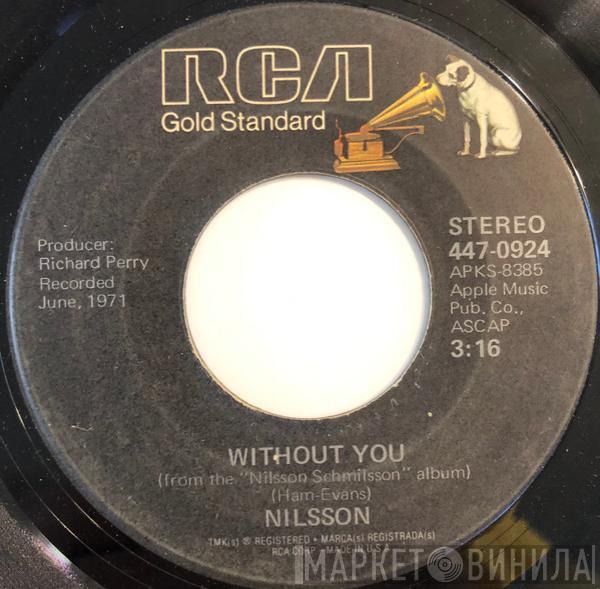 RCA
Gold Standard
Producer:
Richard Perry
Recorded
June, 1971
STEREO
447-0924
APKS-8385
Apple Music
Pub. Co.,
ASCAP
3:16
WITHOUT YOU
(from the "Nilsson Schmilsson" album)
(Ham-Evans)
NILSSON
TMK(s) ® REGISTERED • MARCA(s) REGISTRADA(s)
RCA CORP. - MADE IN U.S.A.
МАРКЕТ ВИНИЛА